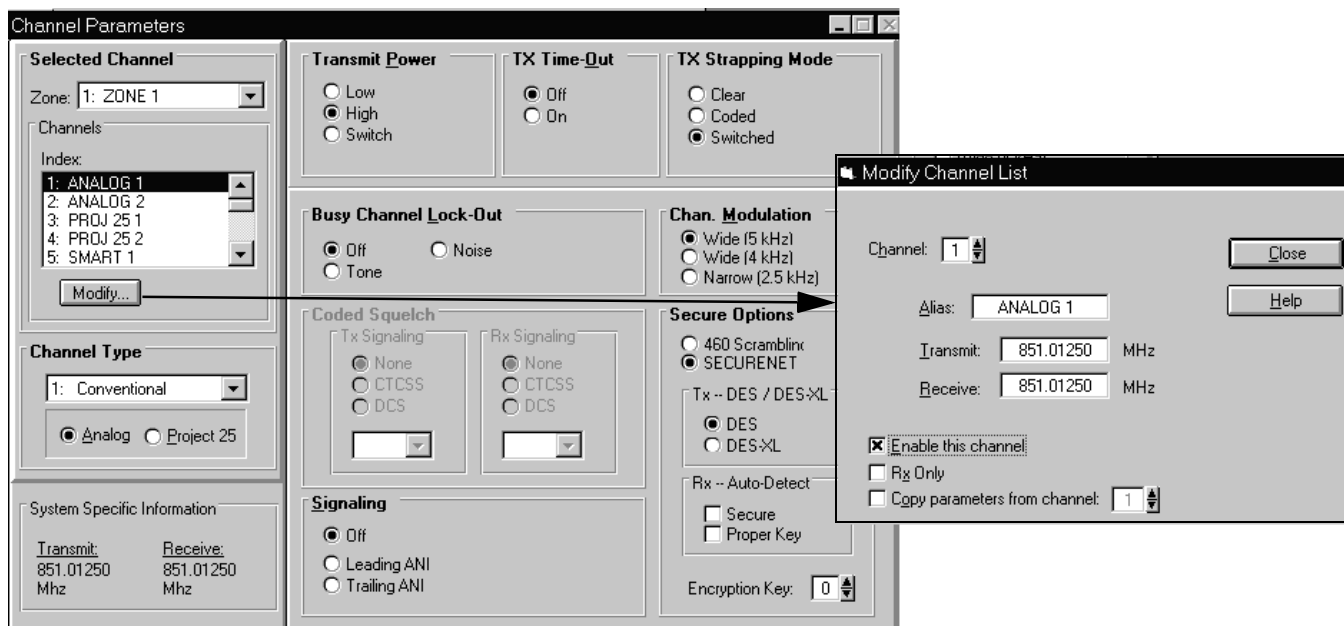 Channel Parameters
Selected Channel
Zone: 1: ZONE 1
Channels
Index:
1: ANALOG 1
2: ANALOG 2
3: PROJ 25 1
4: PROJ 25 2
5: SMART 1
Modify...
Channel Type
1: Conventional
Analog Project 25
System Specific Information
Transmit: Receive:
851.01250 851.01250
Mhz Mhz
Transmit Power
Low
High
Switch
TX Time-Out
Off
On
TX Strapping Mode
Clear
Coded
Switched
Busy Channel Lock-Out
Off Noise
Tone
Chan. Modulation
Wide (5 kHz)
Wide (4 kHz)
Narrow (2.5 kHz)
Coded Squelch
Tx Signaling
None
CTCSS
DCS
Rx Signaling
None
CTCSS
DCS
Secure Options
460 Scrambling
SECURENET
Tx -- DES / DES-XL
DES
DES-XL
Rx -- Auto-Detect
Secure
Proper Key
Encryption Key: 0
Signaling
Off
Leading ANI
Trailing ANI
Modify Channel List
Channel: 1
Close
Help
Alias: ANALOG 1
Transmit: 851.01250 MHz
Receive: 851.01250 MHz
Enable this channel
Rx Only
Copy parameters from channel: 1